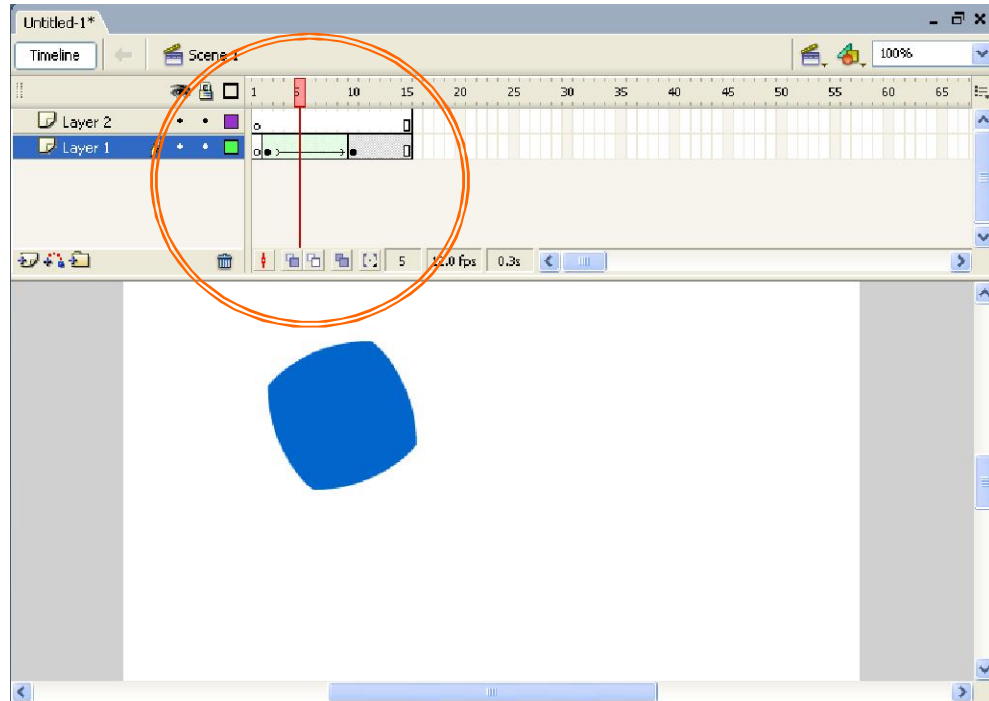 Untitled-1*
Timeline Scene 1 100%
1 5 10 15 20 25 30 35 40 45 50 55 60 65
Layer 2
Layer 1
5 12.0 fps 0.3s